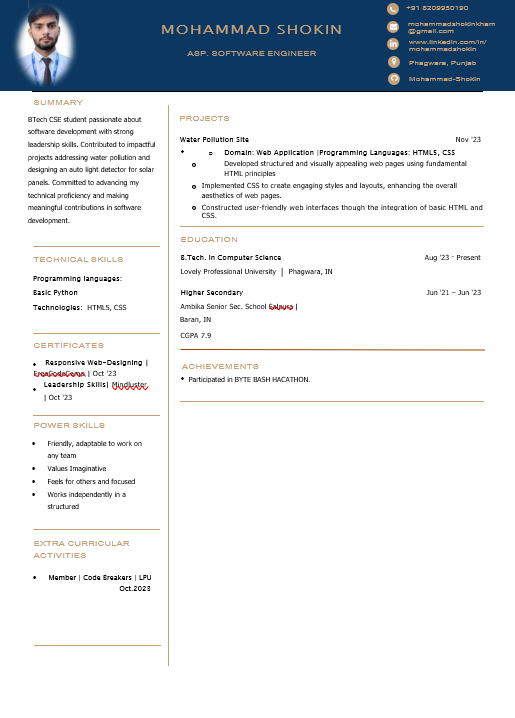 MOHAMMAD SHOKIN
ASP. SOFTWARE ENGINEER
+91 8209950190
mohammadshokinkham
@gmail.com
www.linkedin.com/in/
mohammadshokin
Phagwara, Punjab
Mohammad-Shokin
SUMMARY
BTech CSE student passionate about
software development with strong
leadership skills. Contributed to impactful
projects addressing water pollution and
designing an auto light detector for solar
panels. Committed to advancing my
technical proficiency and making
meaningful contributions in software
development.
TECHNICAL SKILLS
Programming languages:
Basic Python
Technologies: HTML5, CSS
CERTIFICATES
• Responsive Web-Designing |
FreeCodeCamp | Oct '23
• Leadership Skills| Mindluster
| Oct '23
POWER SKILLS
• Friendly, adaptable to work on
any team
• Values Imaginative
• Feels for others and focused
• Works independently in a
structured
EXTRA CURRICULAR
ACTIVITIES
• Member | Code Breakers | LPU
Oct.2023
PROJECTS
Water Pollution Site Nov '23
• o Domain: Web Application |Programming Languages: HTML5, CSS
o Developed structured and visually appealing web pages using fundamental
HTML principles
o Implemented CSS to create engaging styles and layouts, enhancing the overall
aesthetics of web pages.
o Constructed user-friendly web interfaces though the integration of basic HTML and
CSS.
EDUCATION
B.Tech. in Computer Science Aug '23 - Present
Lovely Professional University | Phagwara, IN
Higher Secondary Jun '21 – Jun '23
Ambika Senior Sec. School |
Baran, IN
CGPA 7.9
ACHIEVEMENTS
• Participated in BYTE BASH HACATHON.